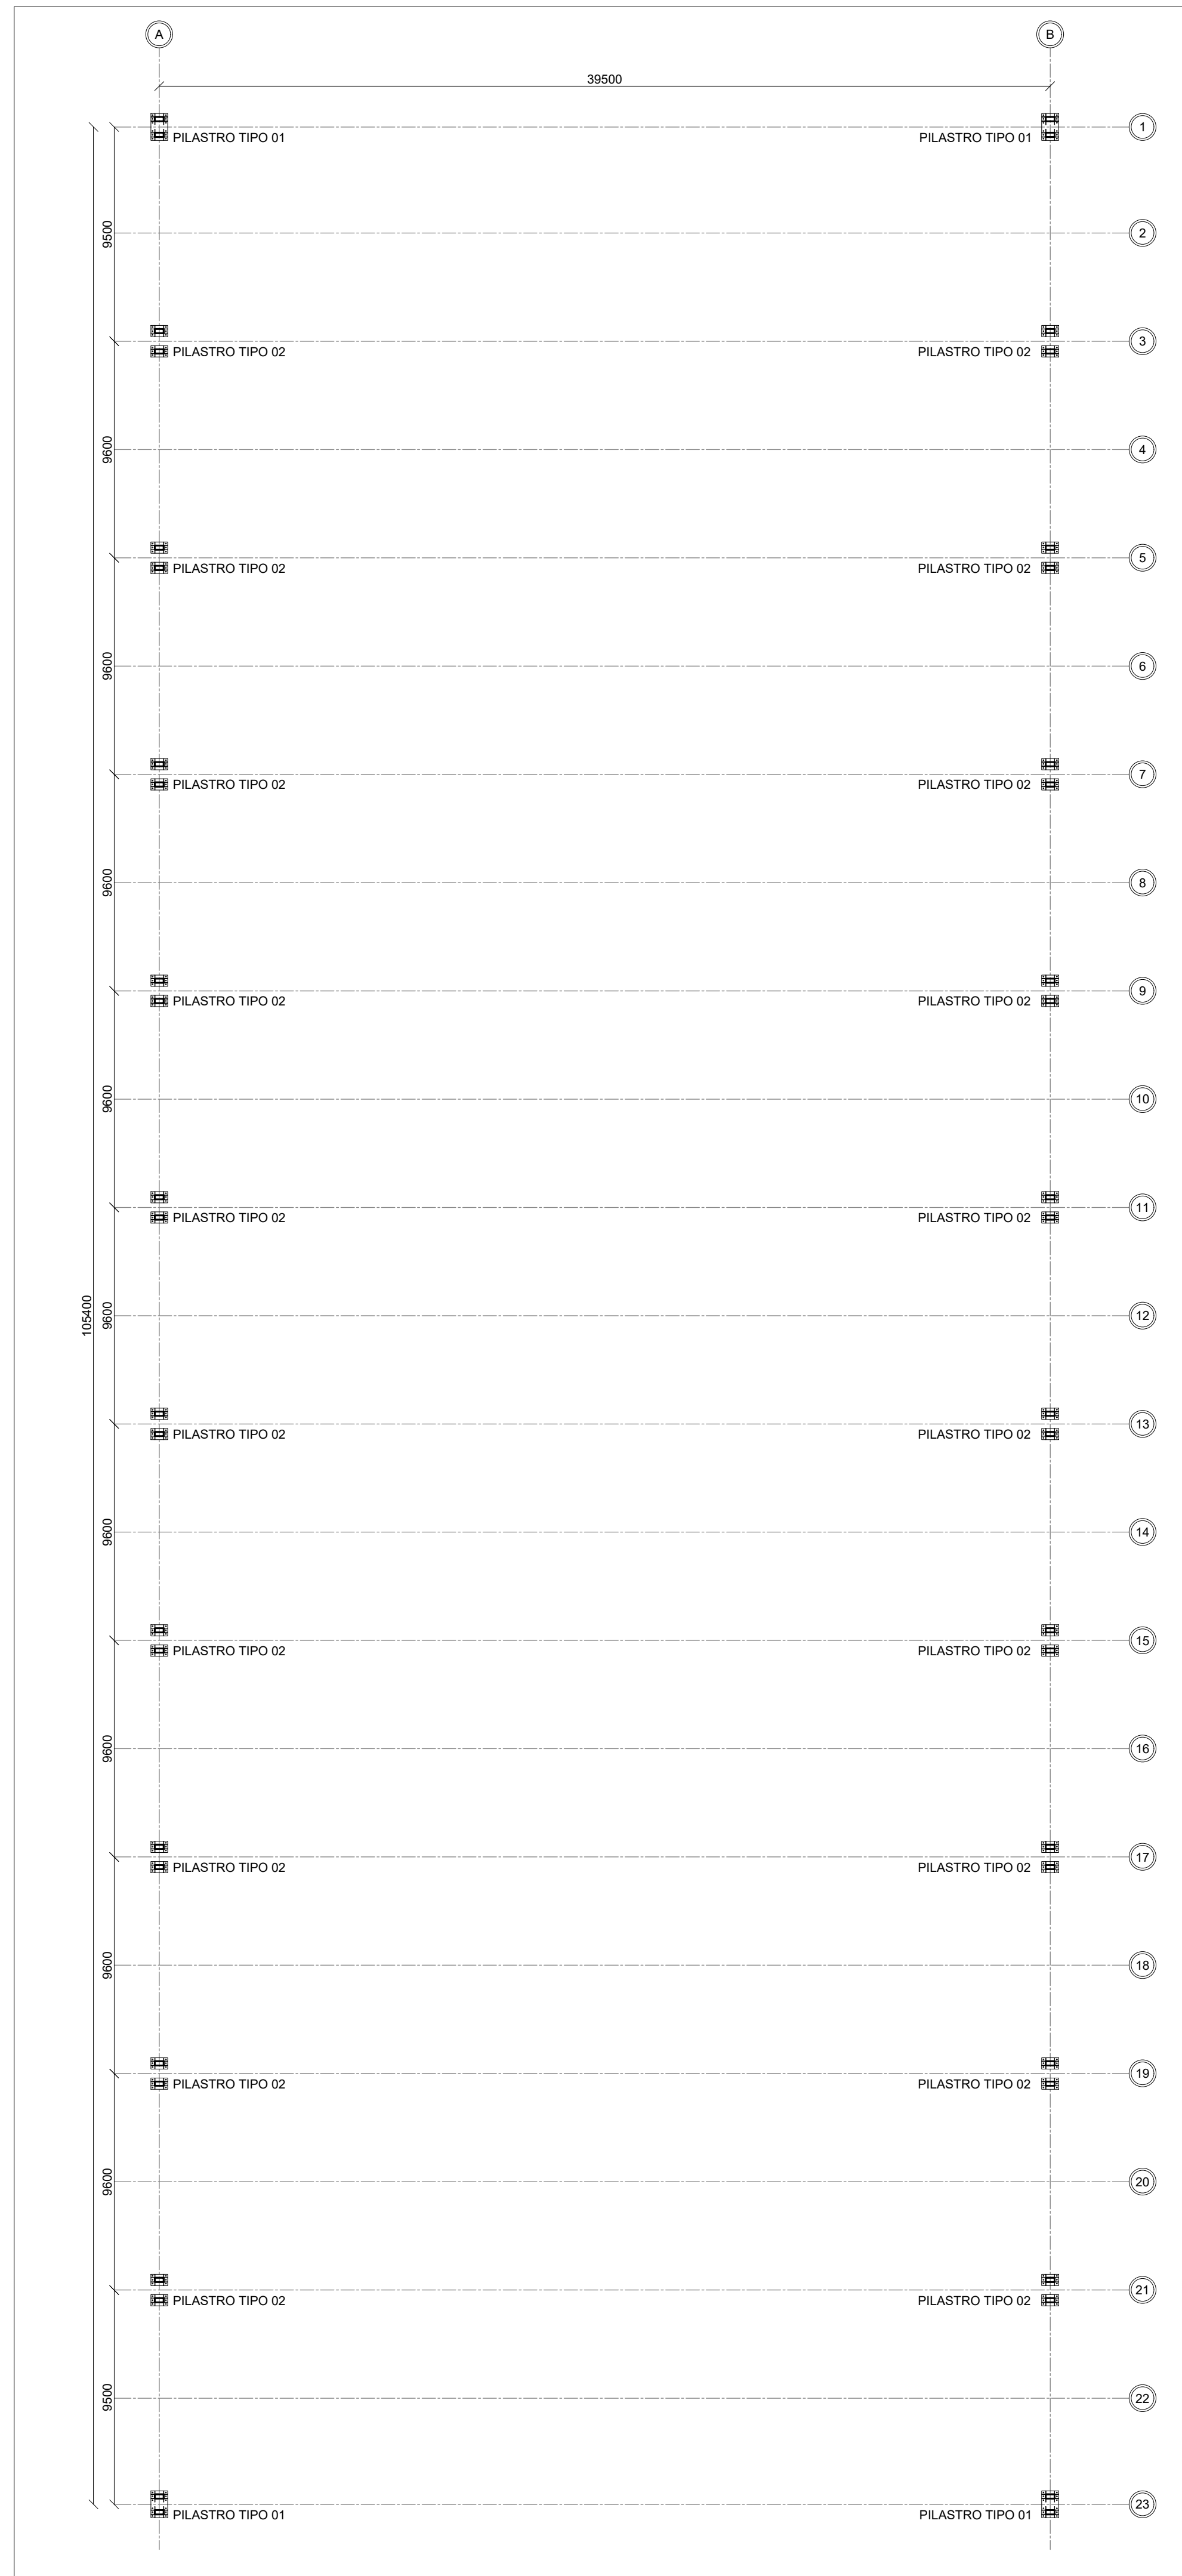 A
B
39500
PILASTRO TIPO 01
PILASTRO TIPO 01
1
9500
2
3
PILASTRO TIPO 02
PILASTRO TIPO 02
9600
4
5
PILASTRO TIPO 02
PILASTRO TIPO 02
9600
6
7
PILASTRO TIPO 02
PILASTRO TIPO 02
9600
8
9
PILASTRO TIPO 02
PILASTRO TIPO 02
9600
10
11
PILASTRO TIPO 02
PILASTRO TIPO 02
105400
9600
12
13
PILASTRO TIPO 02
PILASTRO TIPO 02
9600
14
15
PILASTRO TIPO 02
PILASTRO TIPO 02
9600
16
17
PILASTRO TIPO 02
PILASTRO TIPO 02
9600
18
19
PILASTRO TIPO 02
PILASTRO TIPO 02
9600
20
21
PILASTRO TIPO 02
PILASTRO TIPO 02
9500
22
23
PILASTRO TIPO 01
PILASTRO TIPO 01